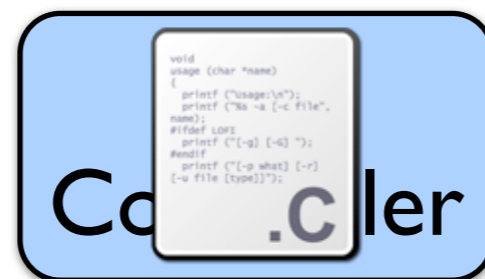 void
usage (char *name)
{
printf ("Usage:\n");
printf ("%s -a [-c file",
name);
#ifdef LOFI
printf ("[-g] [-G] ");
#endif
printf ("[-p what] [-r]
[-u file [type]]");
}
.C
Co ler